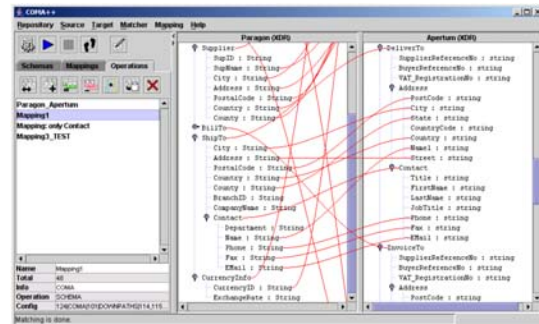 COMA++
Repository Source Target Matcher Mapping Help
Schemas Mappings Operations
Paragon_Apertum
Mapping1
Mapping: only Contact
Mapping3_TEST
Name Mapping1
Total 40
Info COMA
Operation SCHEMA
Matching is done.
Paragon (XDR)
Supplier
SupID : String
SupName : String
City : String
Address : String
PostalCode : String
Country : String
County : String
BillTo
ShipTo
City : String
Address : String
PostalCode : String
Country : String
County : String
BranchID : String
CompanyName : String
Contact
Department : String
Name : String
Phone : String
Fax : String
EMail : String
CurrencyInfo
CurrencyID : String
ExchangeRate : String
Apertum (XDR)
DeliverTo
SupplierReferenceNo : string
BuyerReferenceNo : string
VAT_RegistrationNo : string
Address
PostCode : string
City : string
State : string
CountryCode : string
Country : string
Name1 : string
Street : string
Contact
Title : string
FirstName : string
LastName : string
JobTitle : string
Phone : string
Fax : string
EMail : string
InvoiceTo
SupplierReferenceNo : string
BuyerReferenceNo : string
VAT_RegistrationNo : string
Address
PostCode : string